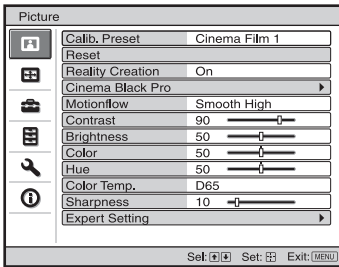 Picture
Calib. Preset Cinema Film 1
Reset
Reality Creation On
Cinema Black Pro
Motionflow Smooth High
Contrast 90
Brightness 50
Color 50
Hue 50
Color Temp. D65
Sharpness 10
Expert Setting
Sel: Set: Exit: MENU